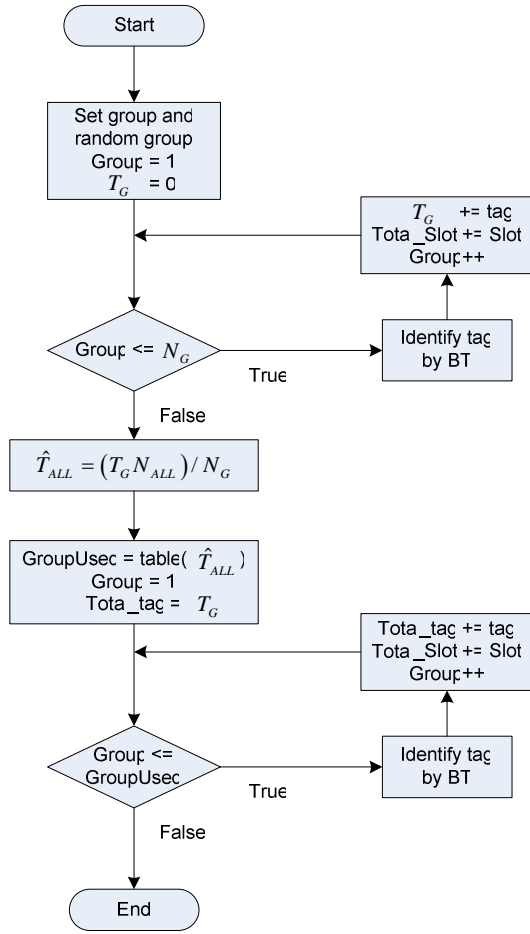 Start
Set group and
random group
Group = 1
T_G = 0
T_G += tag
Tota_Slot += Slot
Group++
Group <= N_G
True
Identify tag
by BT
False
T̂_ALL = (T_G N_ALL) / N_G
GroupUsed = table( T̂_ALL )
Group = 1
Tota_tag = T_G
Tota_tag += tag
Tota_Slot += Slot
Group++
Group <=
GroupUsed
True
Identify tag
by BT
False
End